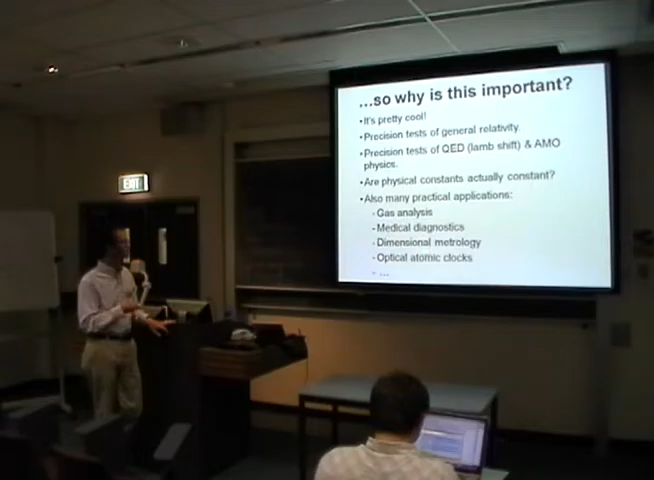 ...so why is this important?
•It's pretty cool!
•Precision tests of general relativity.
•Precision tests of QED (lamb shift) & AMO
physics.
•Are physical constants actually constant?
•Also many practical applications:
- Gas analysis
- Medical diagnostics
- Dimensional metrology
- Optical atomic clocks
- ...
EXIT